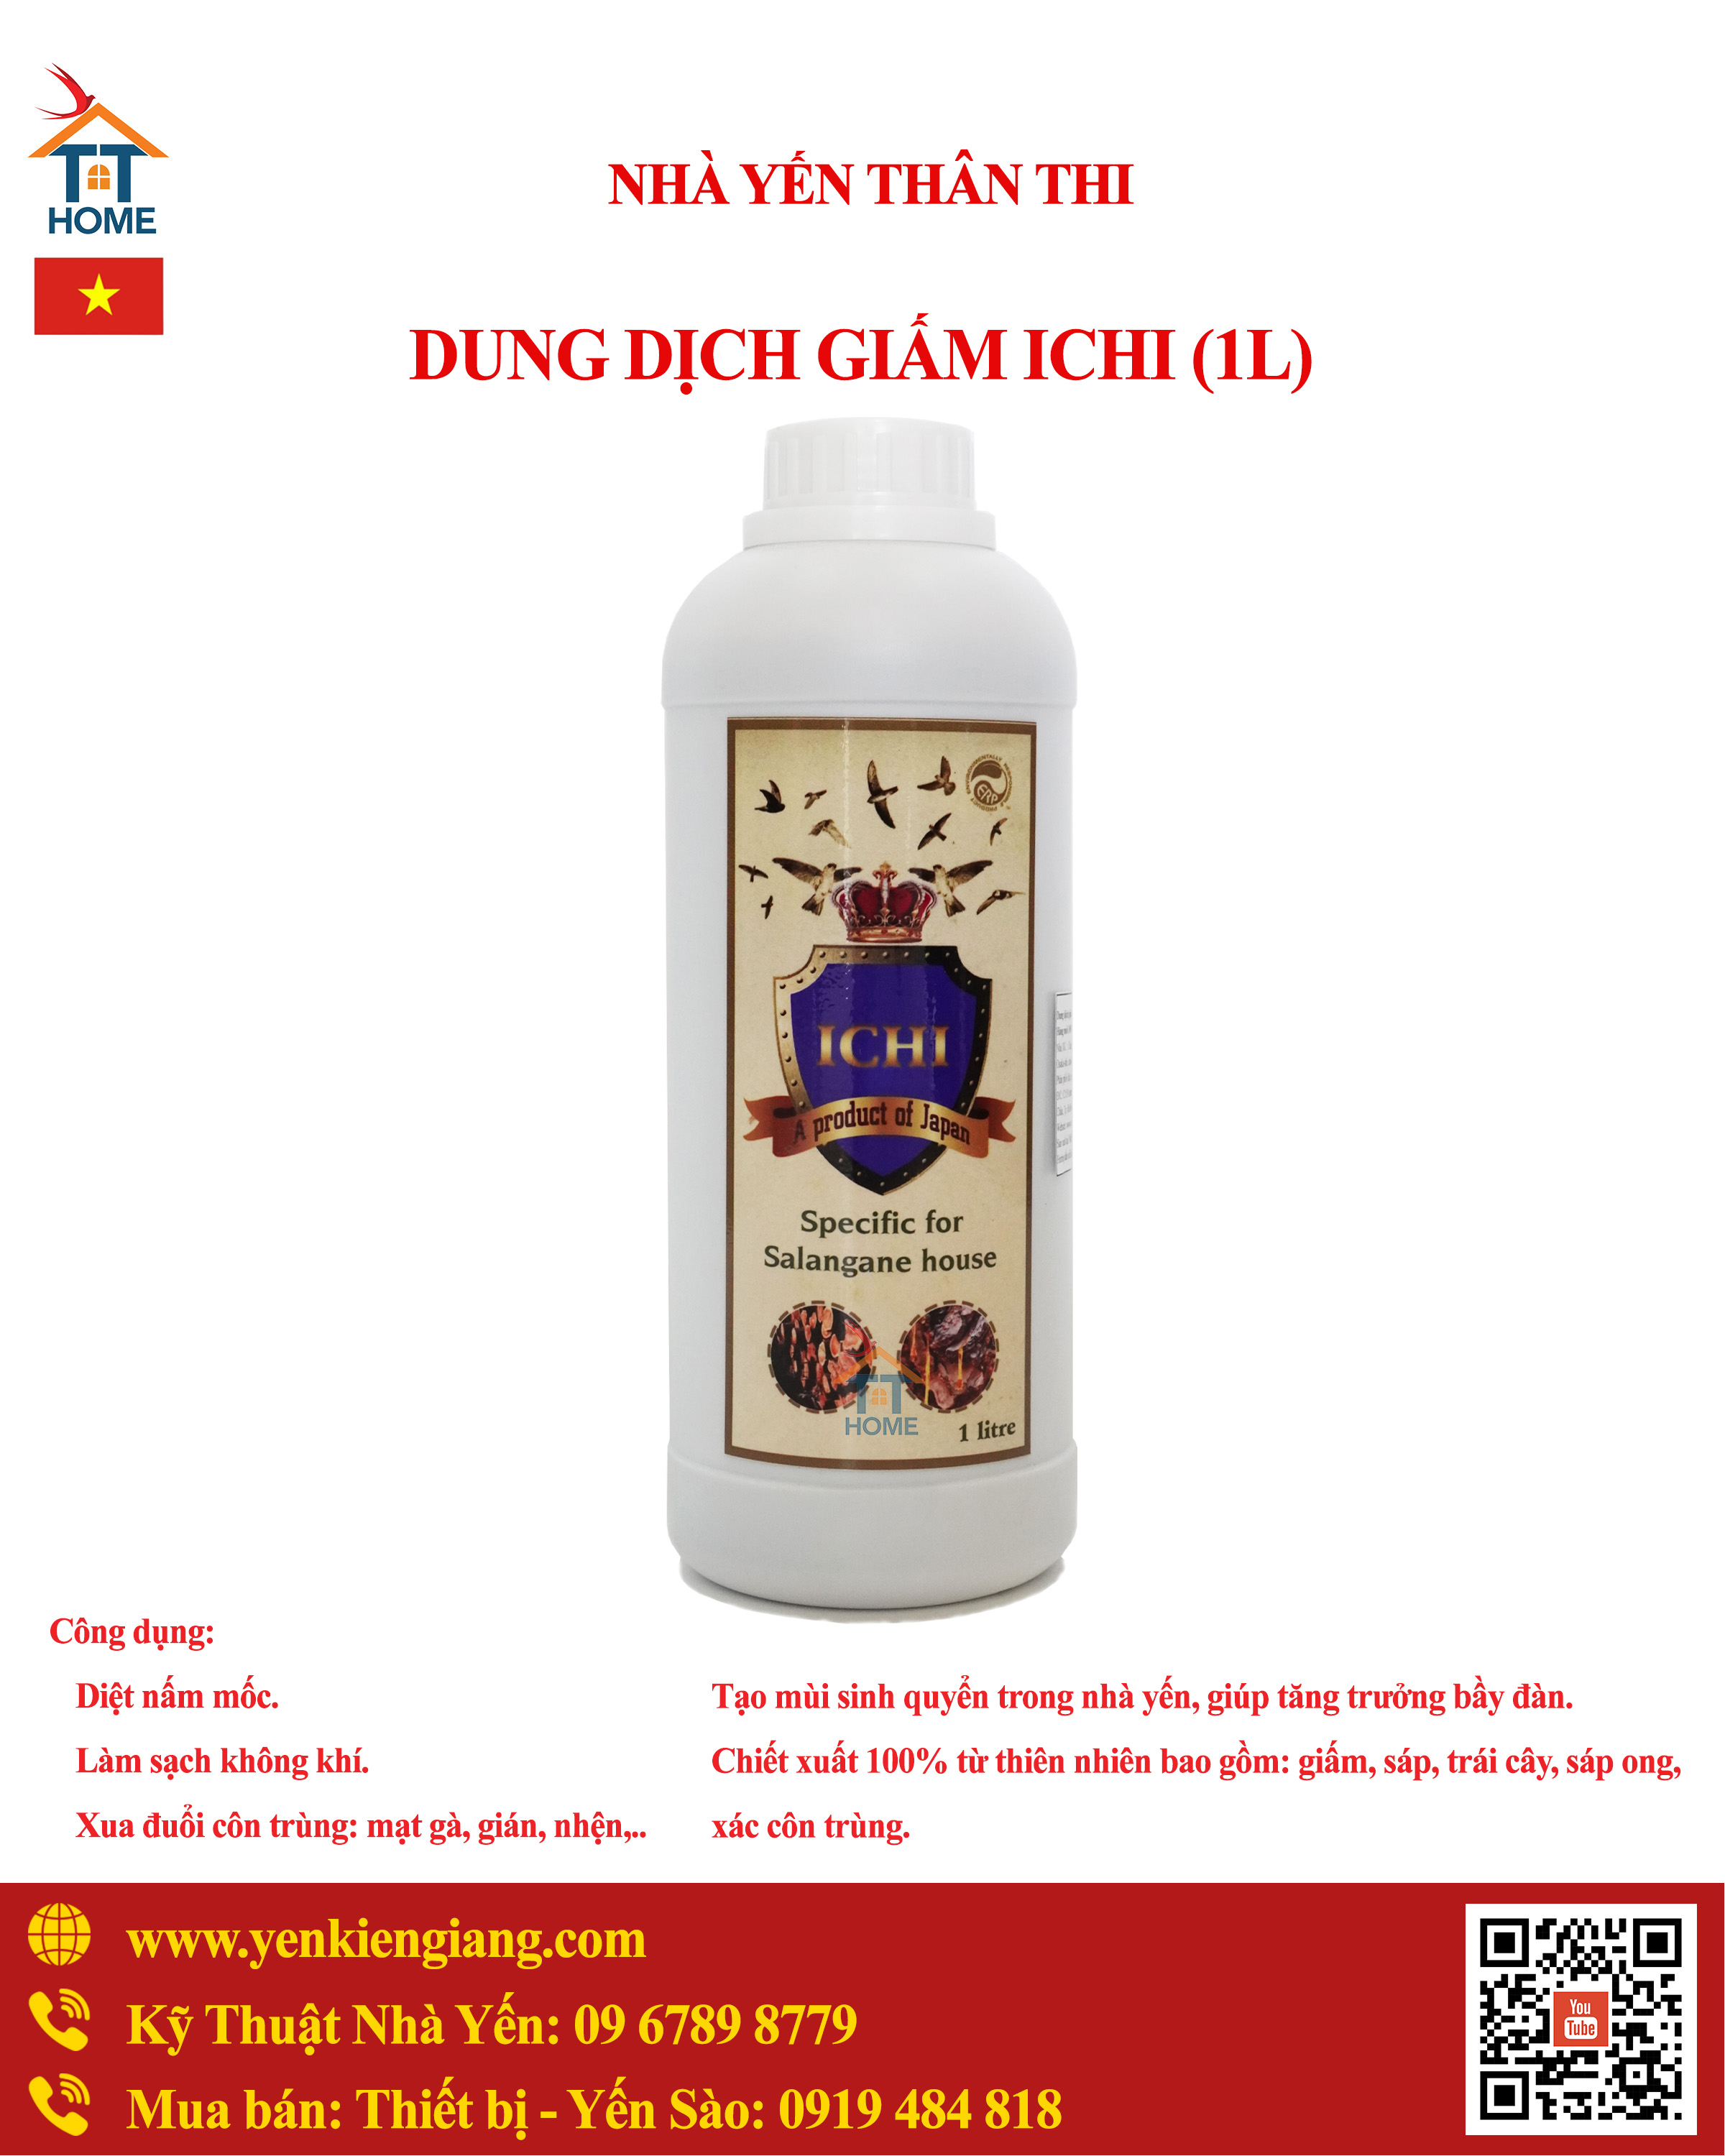 TT
HOME
NHÀ YẾN THÂN THI
DUNG DỊCH GIẤM ICHI (1L)
ERP
ICHI
A product of Japan
Specific for
Salangane house
TT
HOME
1 litre
Công dụng:
Diệt nấm mốc.
Làm sạch không khí.
Xua đuổi côn trùng: mạt gà, gián, nhện,..
Tạo mùi sinh quyển trong nhà yến, giúp tăng trưởng bầy đàn.
Chiết xuất 100% từ thiên nhiên bao gồm: giấm, sáp, trái cây, sáp ong,
xác côn trùng.
www.yenkiengiang.com
Kỹ Thuật Nhà Yến: 09 6789 8779
Mua bán: Thiết bị - Yến Sào: 0919 484 818
You
Tube